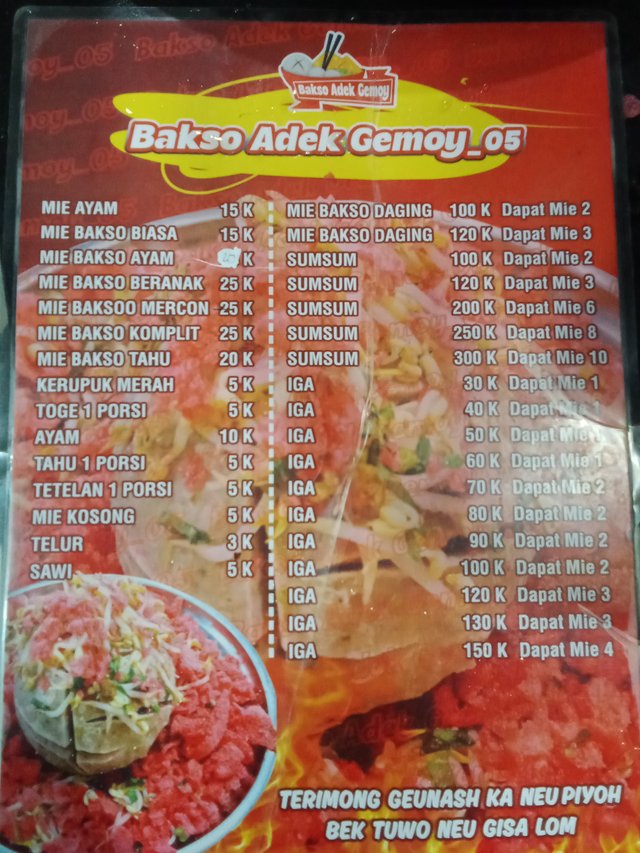 Bakso Adek Gemoy
Bakso Adek Gemoy_05
MIE AYAM 15 K
MIE BAKSO BIASA 15 K
MIE BAKSO AYAM 20 K
MIE BAKSO BERANAK 25 K
MIE BAKSOO MERCON 25 K
MIE BAKSO KOMPLIT 25 K
MIE BAKSO TAHU 20 K
KERUPUK MERAH 5 K
TOGE 1 PORSI 5 K
AYAM 10 K
TAHU 1 PORSI 5 K
TETELAN 1 PORSI 5 K
MIE KOSONG 5 K
TELUR 3 K
SAWI 5 K
MIE BAKSO DAGING 100 K Dapat Mie 2
MIE BAKSO DAGING 120 K Dapat Mie 3
SUMSUM 100 K Dapat Mie 2
SUMSUM 120 K Dapat Mie 3
SUMSUM 200 K Dapat Mie 6
SUMSUM 250 K Dapat Mie 8
SUMSUM 300 K Dapat Mie 10
IGA 30 K Dapat Mie 1
IGA 40 K Dapat Mie 1
IGA 50 K Dapat Mie 1
IGA 60 K Dapat Mie 1
IGA 70 K Dapat Mie 2
IGA 80 K Dapat Mie 2
IGA 90 K Dapat Mie 2
IGA 100 K Dapat Mie 2
IGA 120 K Dapat Mie 3
IGA 130 K Dapat Mie 3
IGA 150 K Dapat Mie 4
TERIMONG GEUNASH KA NEU PIYOH
BEK TUWO NEU GISA LOM